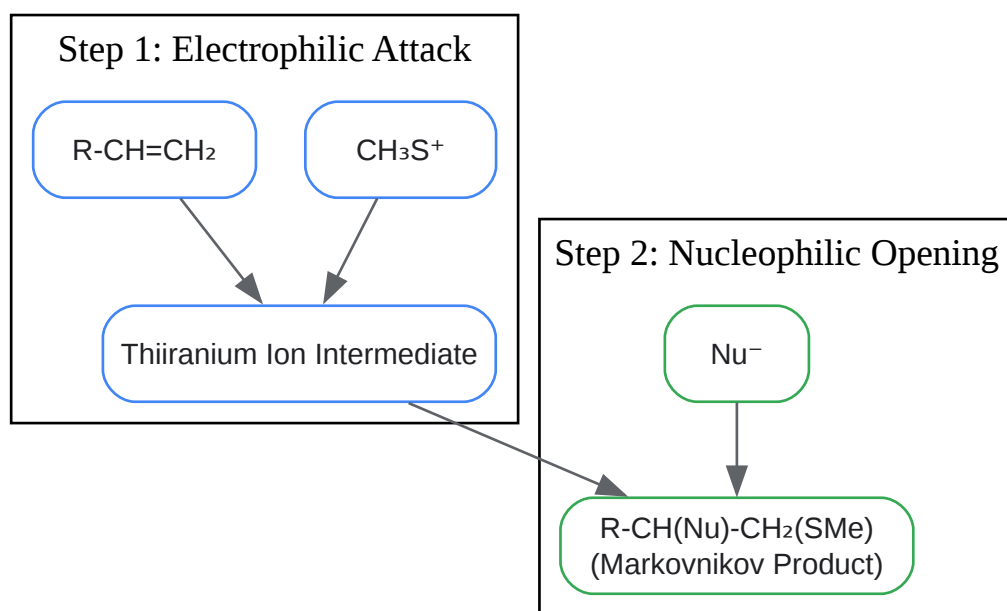 Step 1: Electrophilic Attack
R-CH=CH₂
CH₃S⁺
Thiiranium Ion Intermediate
Step 2: Nucleophilic Opening
Nu⁻
R-CH(Nu)-CH₂(SMe)
(Markovnikov Product)